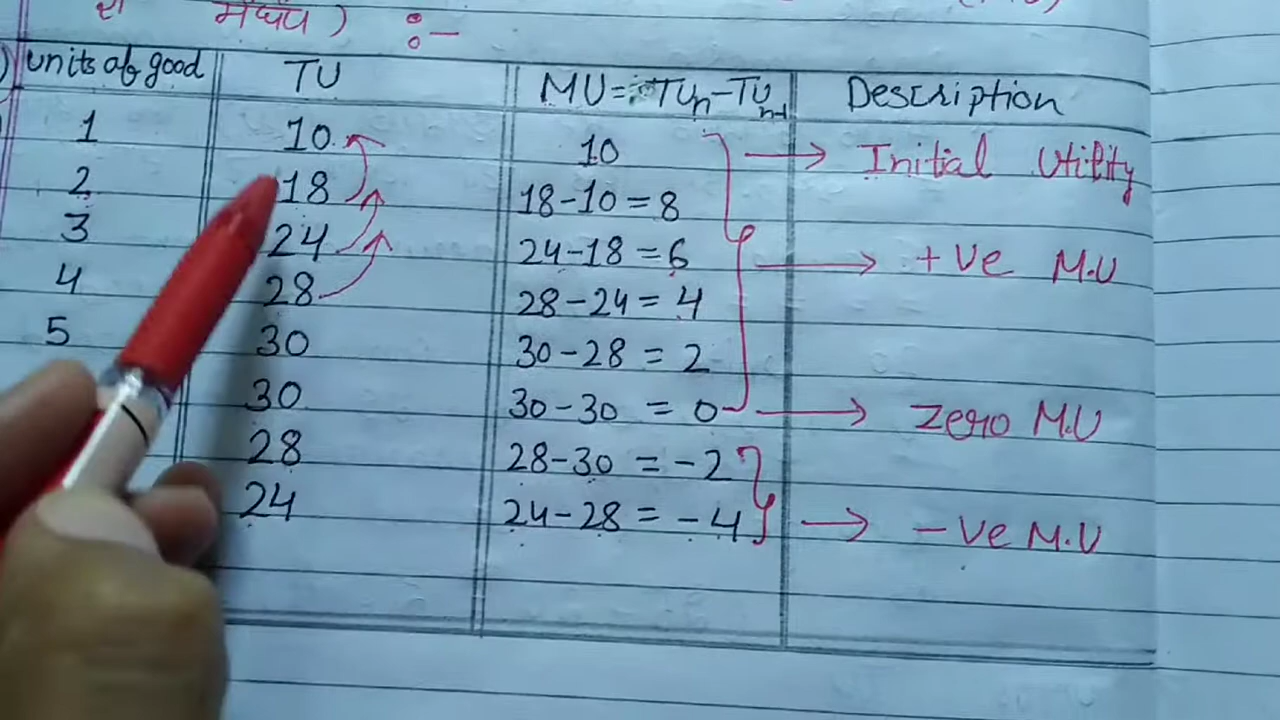 संबंध) :-
units of good TU MU = TUn - TUn-1 Description
1 10 10 → Initial Utility
2 18 18-10 = 8
3 24 24-18 = 6 → +Ve M.U
4 28 28-24 = 4
5 30 30-28 = 2
30 30-30 = 0 → Zero M.U
28 28-30 = -2
24 24-28 = -4 → -Ve M.U